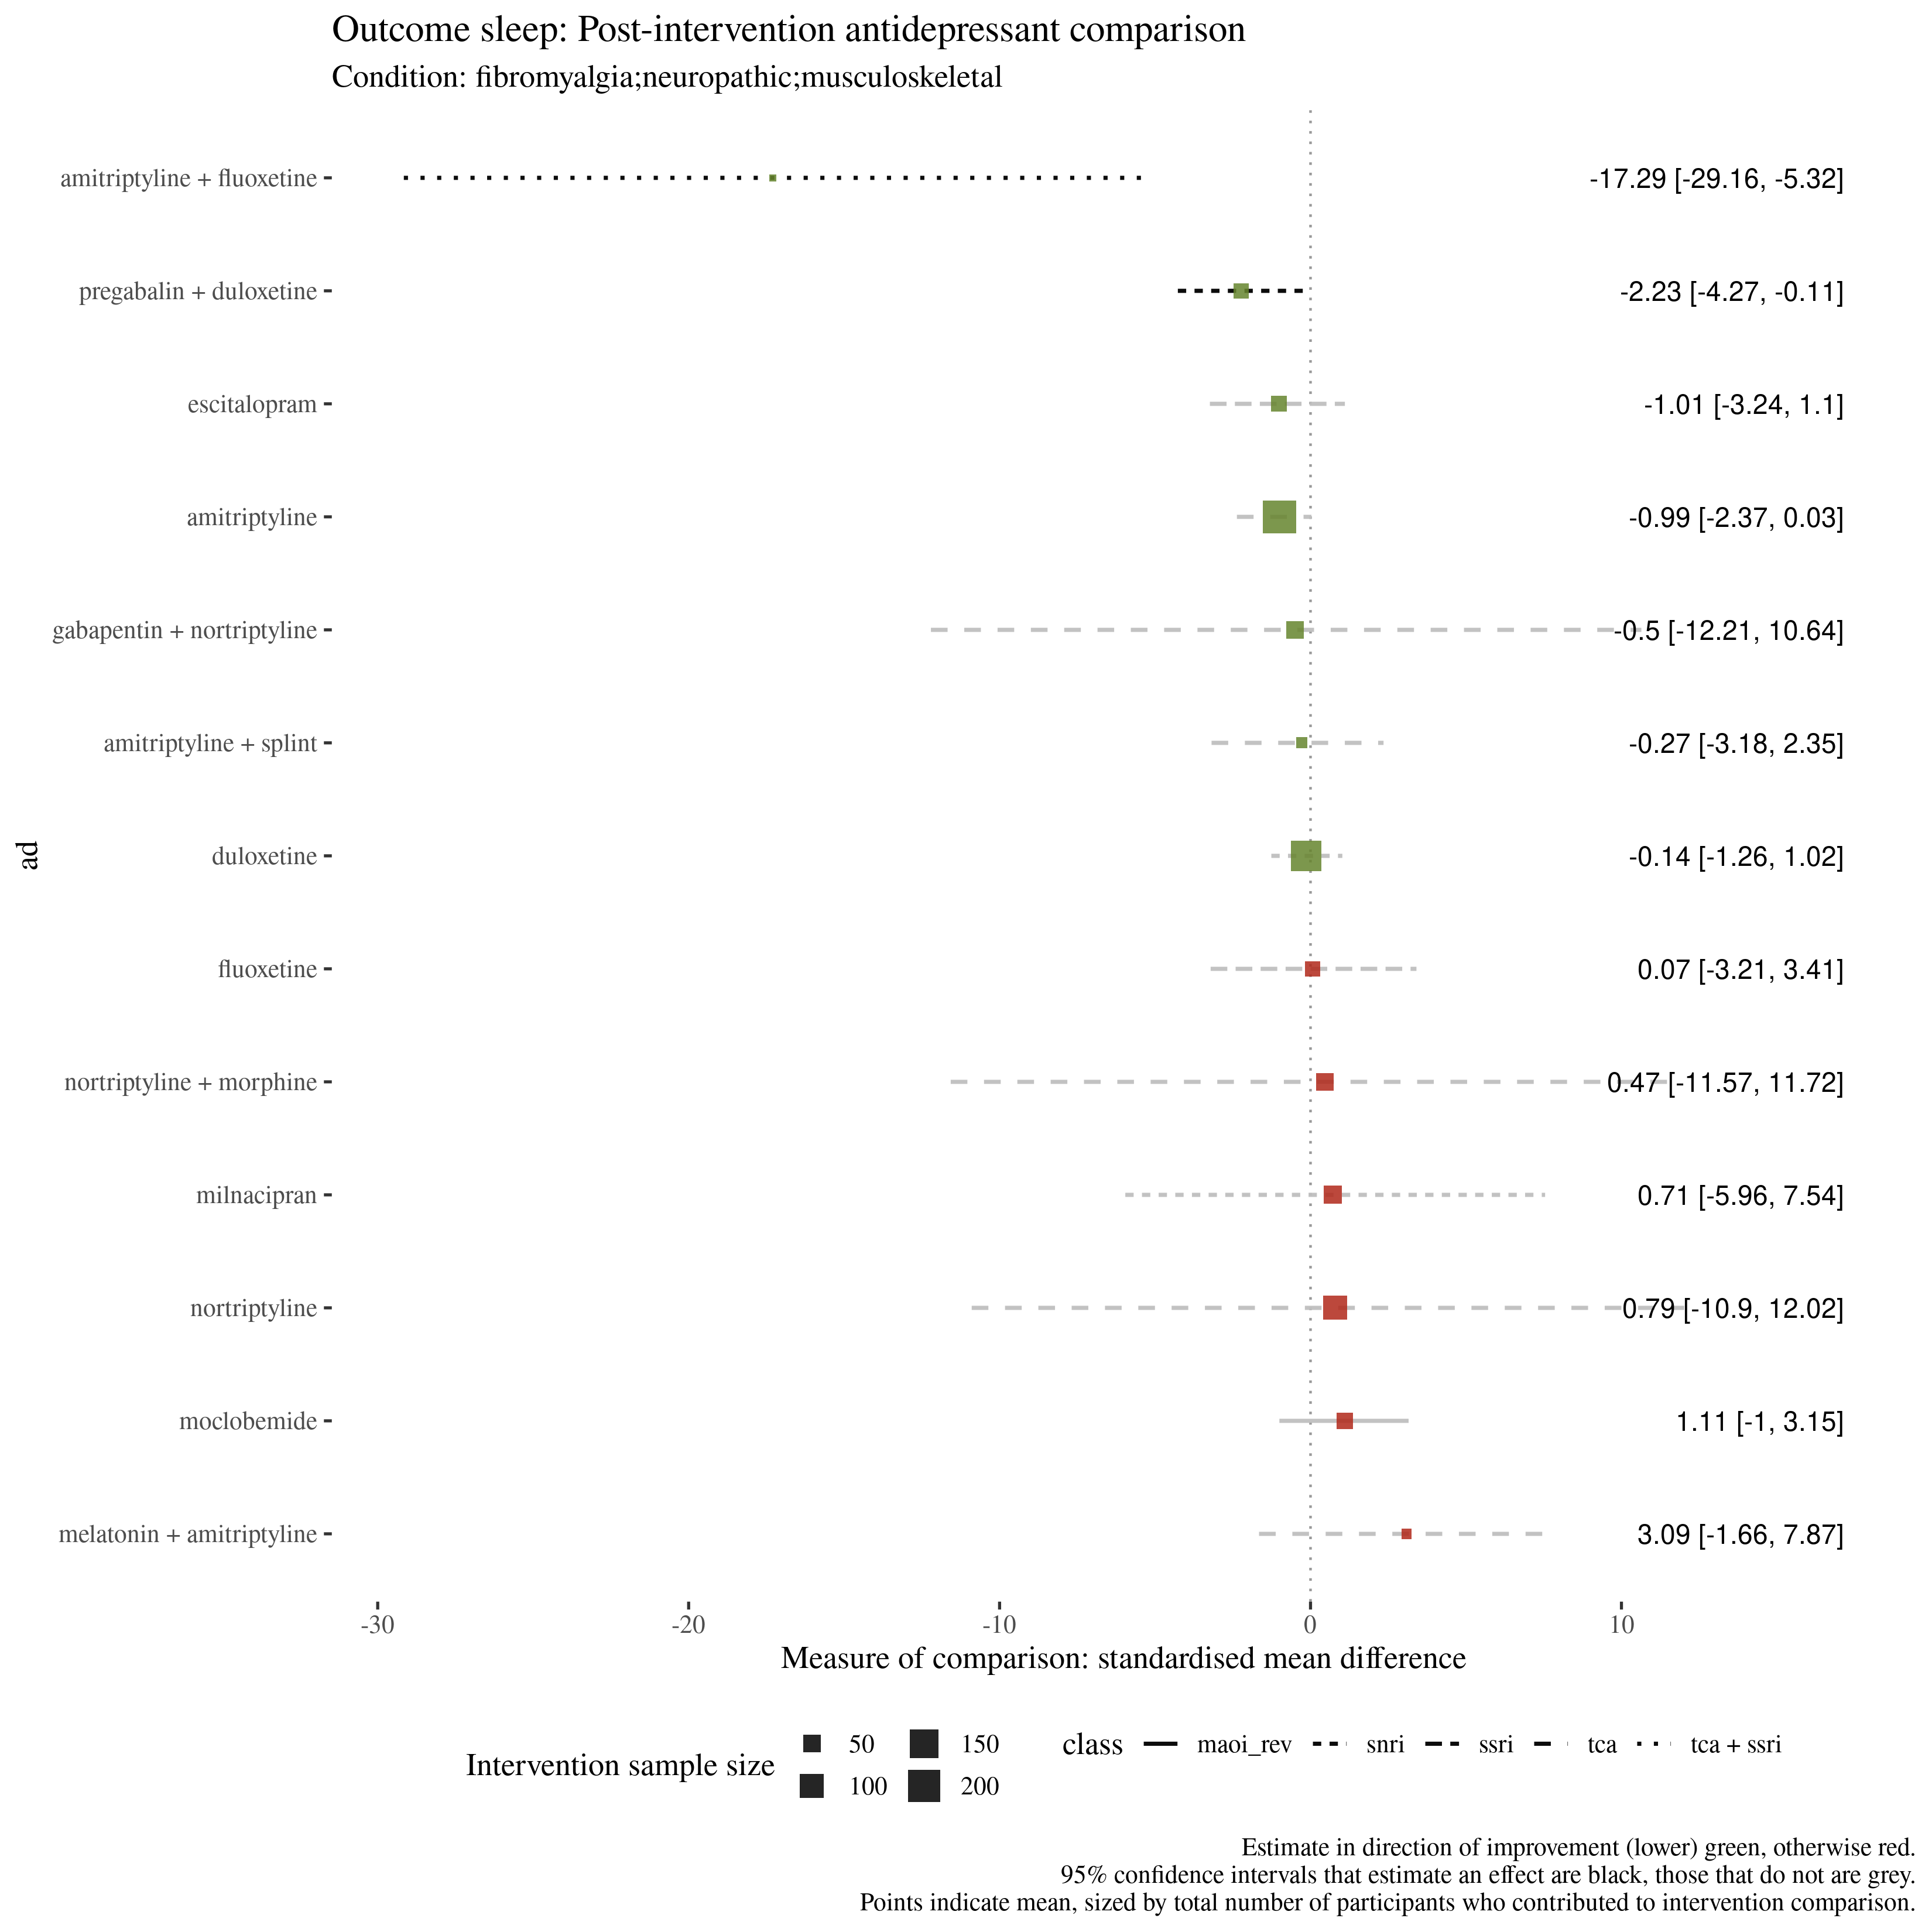 Outcome sleep: Post-intervention antidepressant comparison
Condition: fibromyalgia;neuropathic;musculoskeletal
amitriptyline + fluoxetine -17.29 [-29.16, -5.32]
pregabalin + duloxetine -2.23 [-4.27, -0.11]
escitalopram -1.01 [-3.24, 1.1]
amitriptyline -0.99 [-2.37, 0.03]
gabapentin + nortriptyline -0.5 [-12.21, 10.64]
amitriptyline + splint -0.27 [-3.18, 2.35]
ad
duloxetine -0.14 [-1.26, 1.02]
fluoxetine 0.07 [-3.21, 3.41]
nortriptyline + morphine 0.47 [-11.57, 11.72]
milnacipran 0.71 [-5.96, 7.54]
nortriptyline 0.79 [-10.9, 12.02]
moclobemide 1.11 [-1, 3.15]
melatonin + amitriptyline 3.09 [-1.66, 7.87]
-30 -20 -10 0 10
Measure of comparison: standardised mean difference
Intervention sample size 50 150 100 200
class maoi_rev snri ssri tca tca + ssri
Estimate in direction of improvement (lower) green, otherwise red.
95% confidence intervals that estimate an effect are black, those that do not are grey.
Points indicate mean, sized by total number of participants who contributed to intervention comparison.